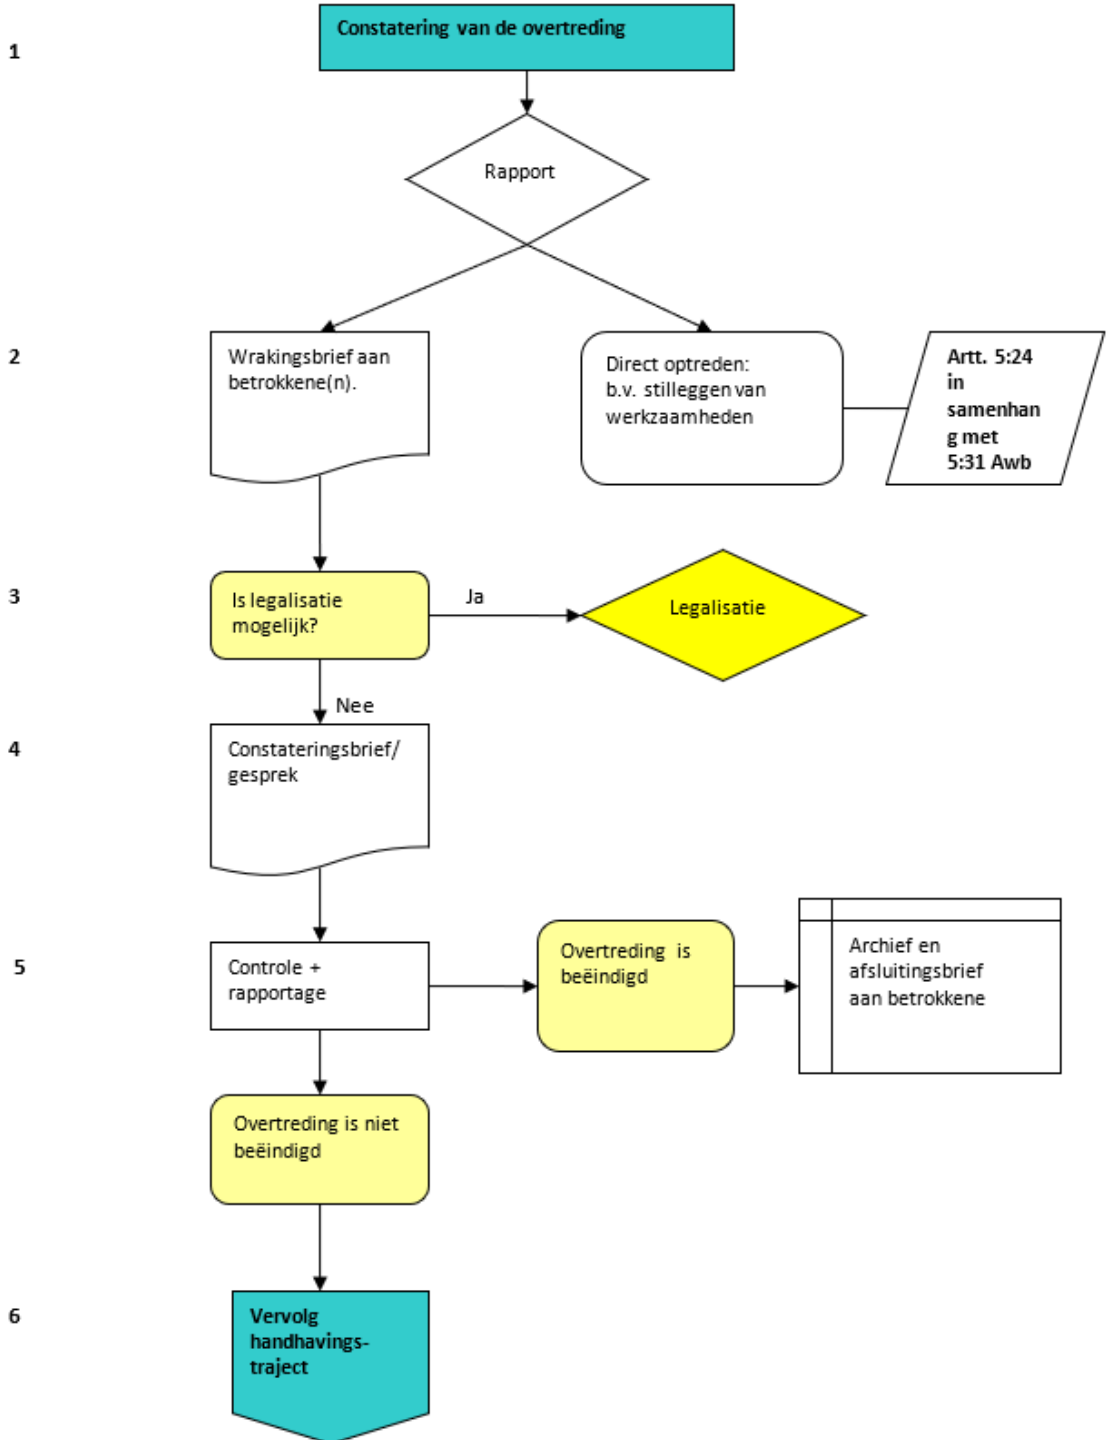 Constatering van de overtreding
1
Rapport
2
Wrakingsbrief aan
betrokkene(n).
Direct optreden:
b.v. stilleggen van
werkzaamheden
Artt. 5:24
in
samenhan
g met
5:31 Awb
3
Is legalisatie
mogelijk?
Ja
Legalisatie
Nee
4
Constateringsbrief/
gesprek
5
Controle +
rapportage
Overtreding is
beëindigd
Archief en
afsluitingsbrief
aan betrokkene
Overtreding is niet
beëindigd
6
Vervolg
handhavings-
traject